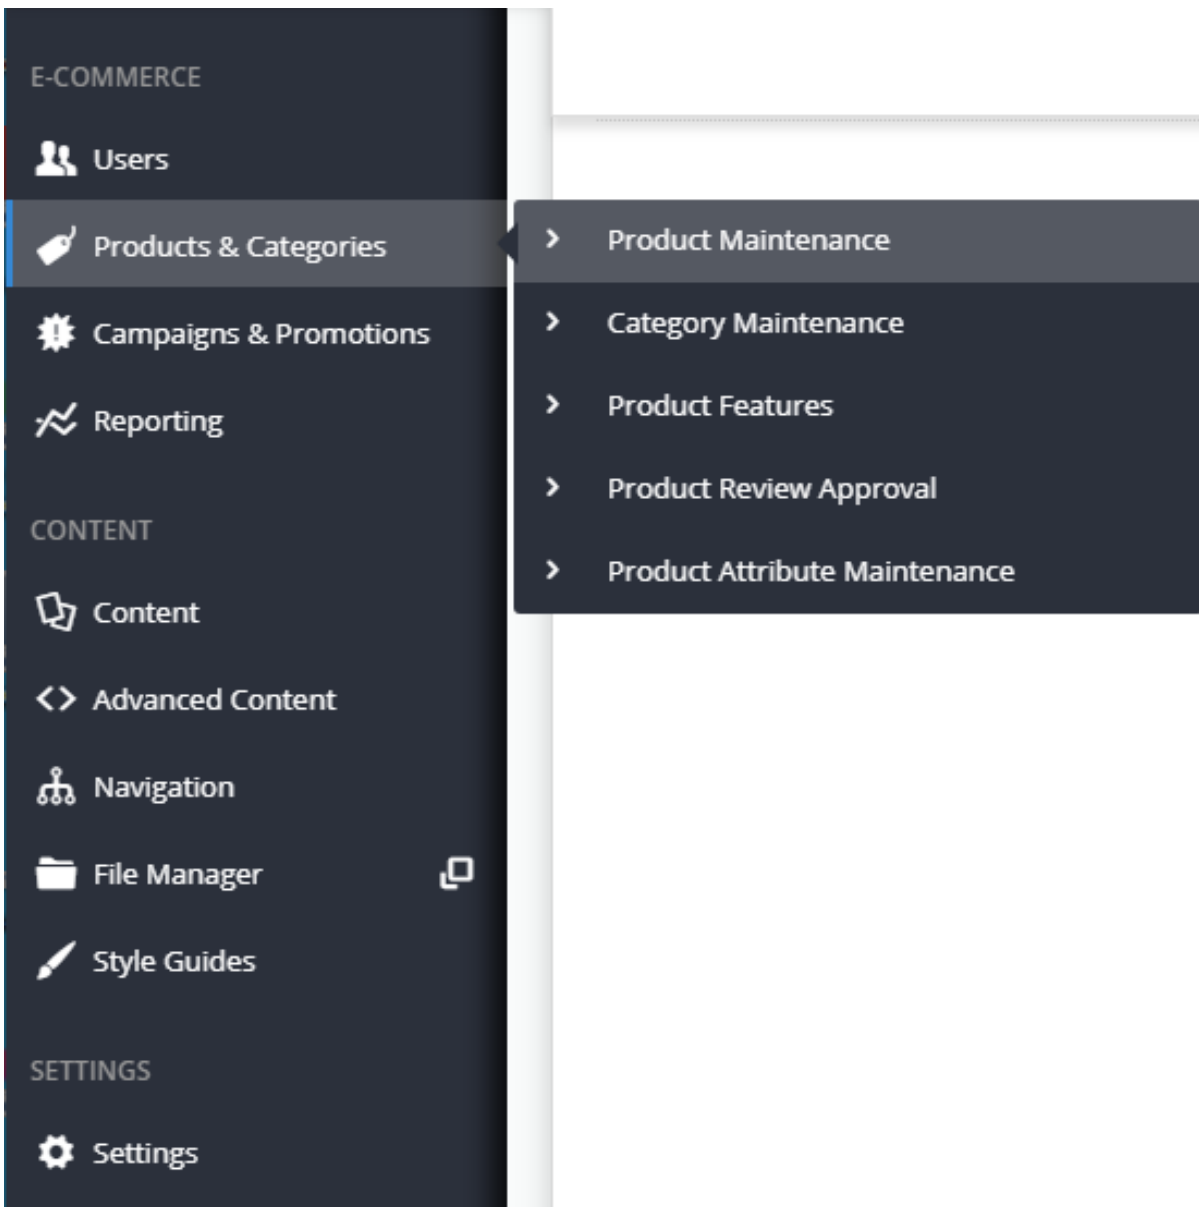 E-COMMERCE
Users
Products & Categories
Campaigns & Promotions
Reporting
CONTENT
Content
Advanced Content
Navigation
File Manager
Style Guides
SETTINGS
Settings
Product Maintenance
Category Maintenance
Product Features
Product Review Approval
Product Attribute Maintenance